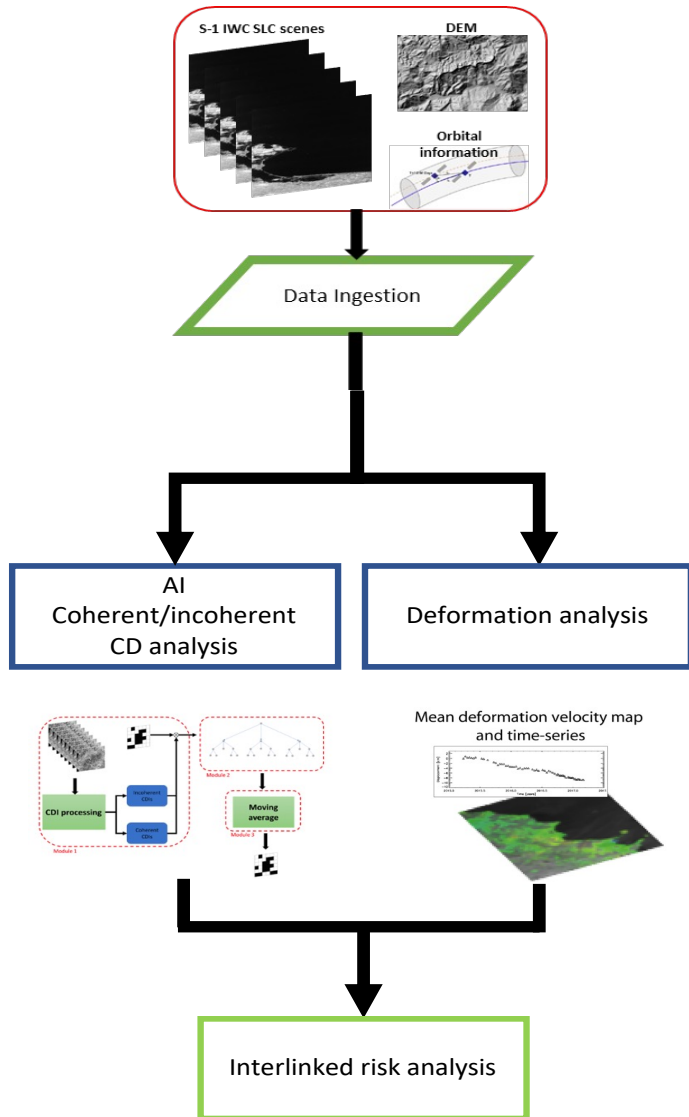 S-1 IWC SLC scenes
DEM
Orbital
information
Data Ingestion
AI
Coherent/incoherent
CD analysis
Deformation analysis
CDI processing
Incoherent
CDIs
Coherent
CDIs
Module 1
Module 2
Moving
average
Module 3
Mean deformation velocity map
and time-series
Interlinked risk analysis